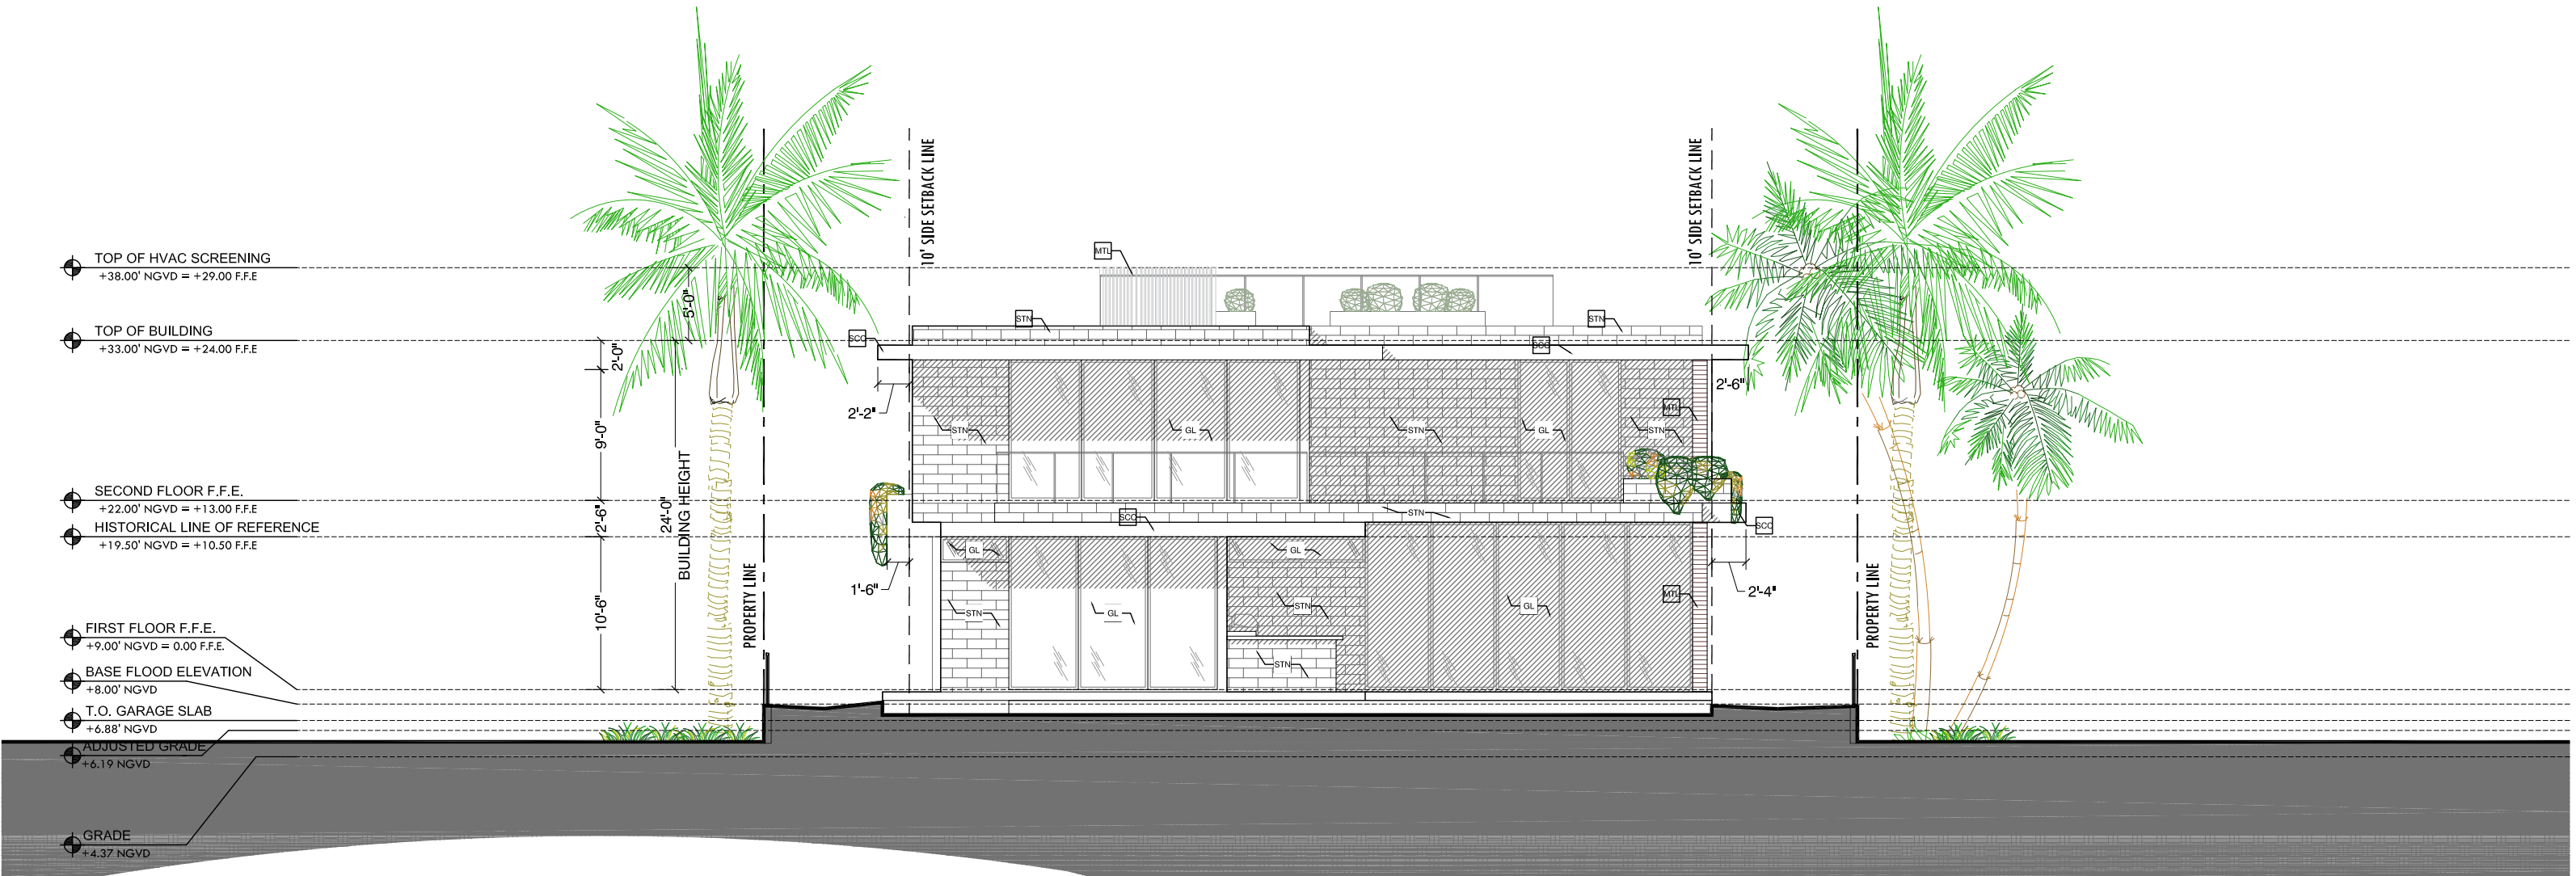 TOP OF HVAC SCREENING
+38.00' NGVD = +29.00 F.F.E
TOP OF BUILDING
+33.00' NGVD = +24.00 F.F.E
SECOND FLOOR F.F.E.
+22.00' NGVD = +13.00 F.F.E
HISTORICAL LINE OF REFERENCE
+19.50' NGVD = +10.50 F.F.E
FIRST FLOOR F.F.E.
+9.00' NGVD = 0.00 F.F.E.
BASE FLOOD ELEVATION
+8.00' NGVD
T.O. GARAGE SLAB
+6.88' NGVD
ADJUSTED GRADE
+6.19 NGVD
GRADE
+4.37 NGVD
5'-0"
2'-0"
9'-0"
2'-6"
10'-6"
24'-0"
BUILDING HEIGHT
PROPERTY LINE
10' SIDE SETBACK LINE
10' SIDE SETBACK LINE
PROPERTY LINE
MTL
STN
STN
SCO
SCO
2'-2"
2'-6"
MTL
STN
GL
STN
GL
STN
STN
SCO
SCO
1'-6"
2'-4"
GL
GL
MTL
STN
GL
STN
GL
STN